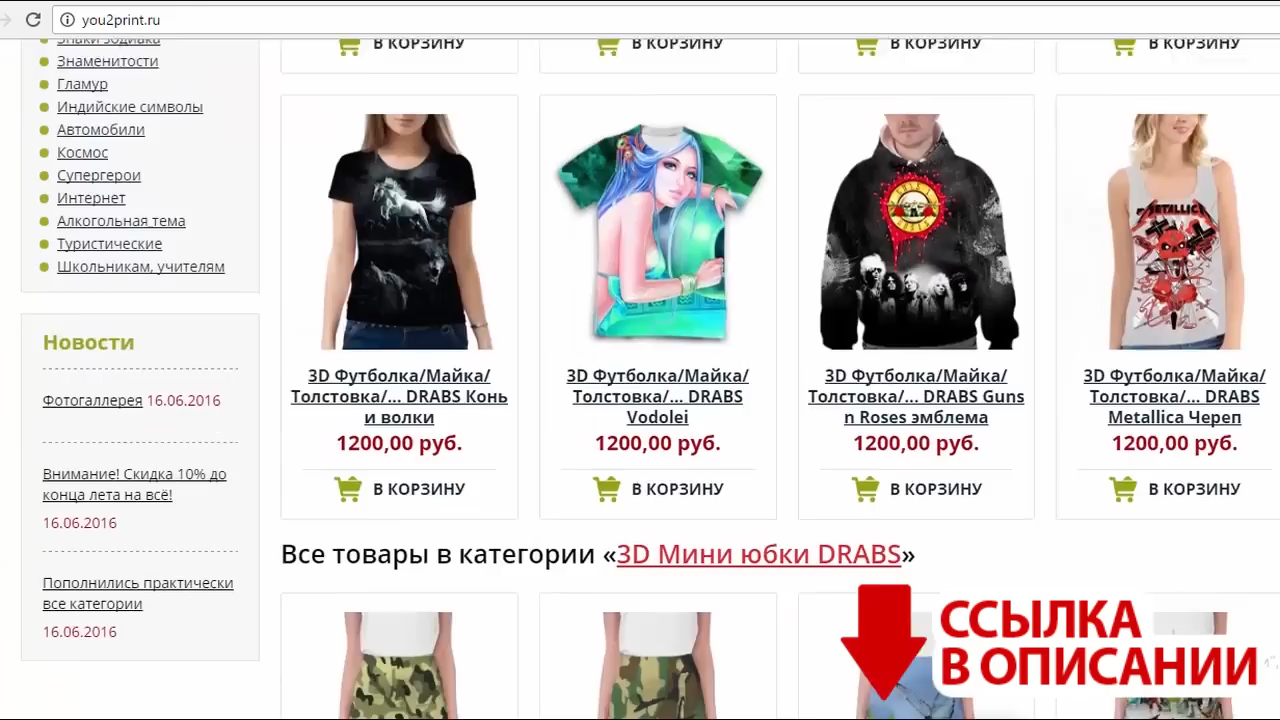 you2print.ru
Знаки зодиака
Знаменитости
Гламур
Индийские символы
Автомобили
Космос
Супергерои
Интернет
Алкогольная тема
Туристические
Школьникам, учителям
Новости
Фотогаллерея 16.06.2016
Внимание! Скидка 10% до
конца лета на всё!
16.06.2016
Пополнились практически
все категории
16.06.2016
В КОРЗИНУ
В КОРЗИНУ
В КОРЗИНУ
В КОРЗИНУ
METALLICA
3D Футболка/Майка/
Толстовка/... DRABS Конь
и волки
1200,00 руб.
В КОРЗИНУ
3D Футболка/Майка/
Толстовка/... DRABS
Vodolei
1200,00 руб.
В КОРЗИНУ
3D Футболка/Майка/
Толстовка/... DRABS Guns
n Roses эмблема
1200,00 руб.
В КОРЗИНУ
3D Футболка/Майка/
Толстовка/... DRABS
Metallica Череп
1200,00 руб.
В КОРЗИНУ
Все товары в категории «3D Мини юбки DRABS»
ССЫЛКА
В ОПИСАНИИ